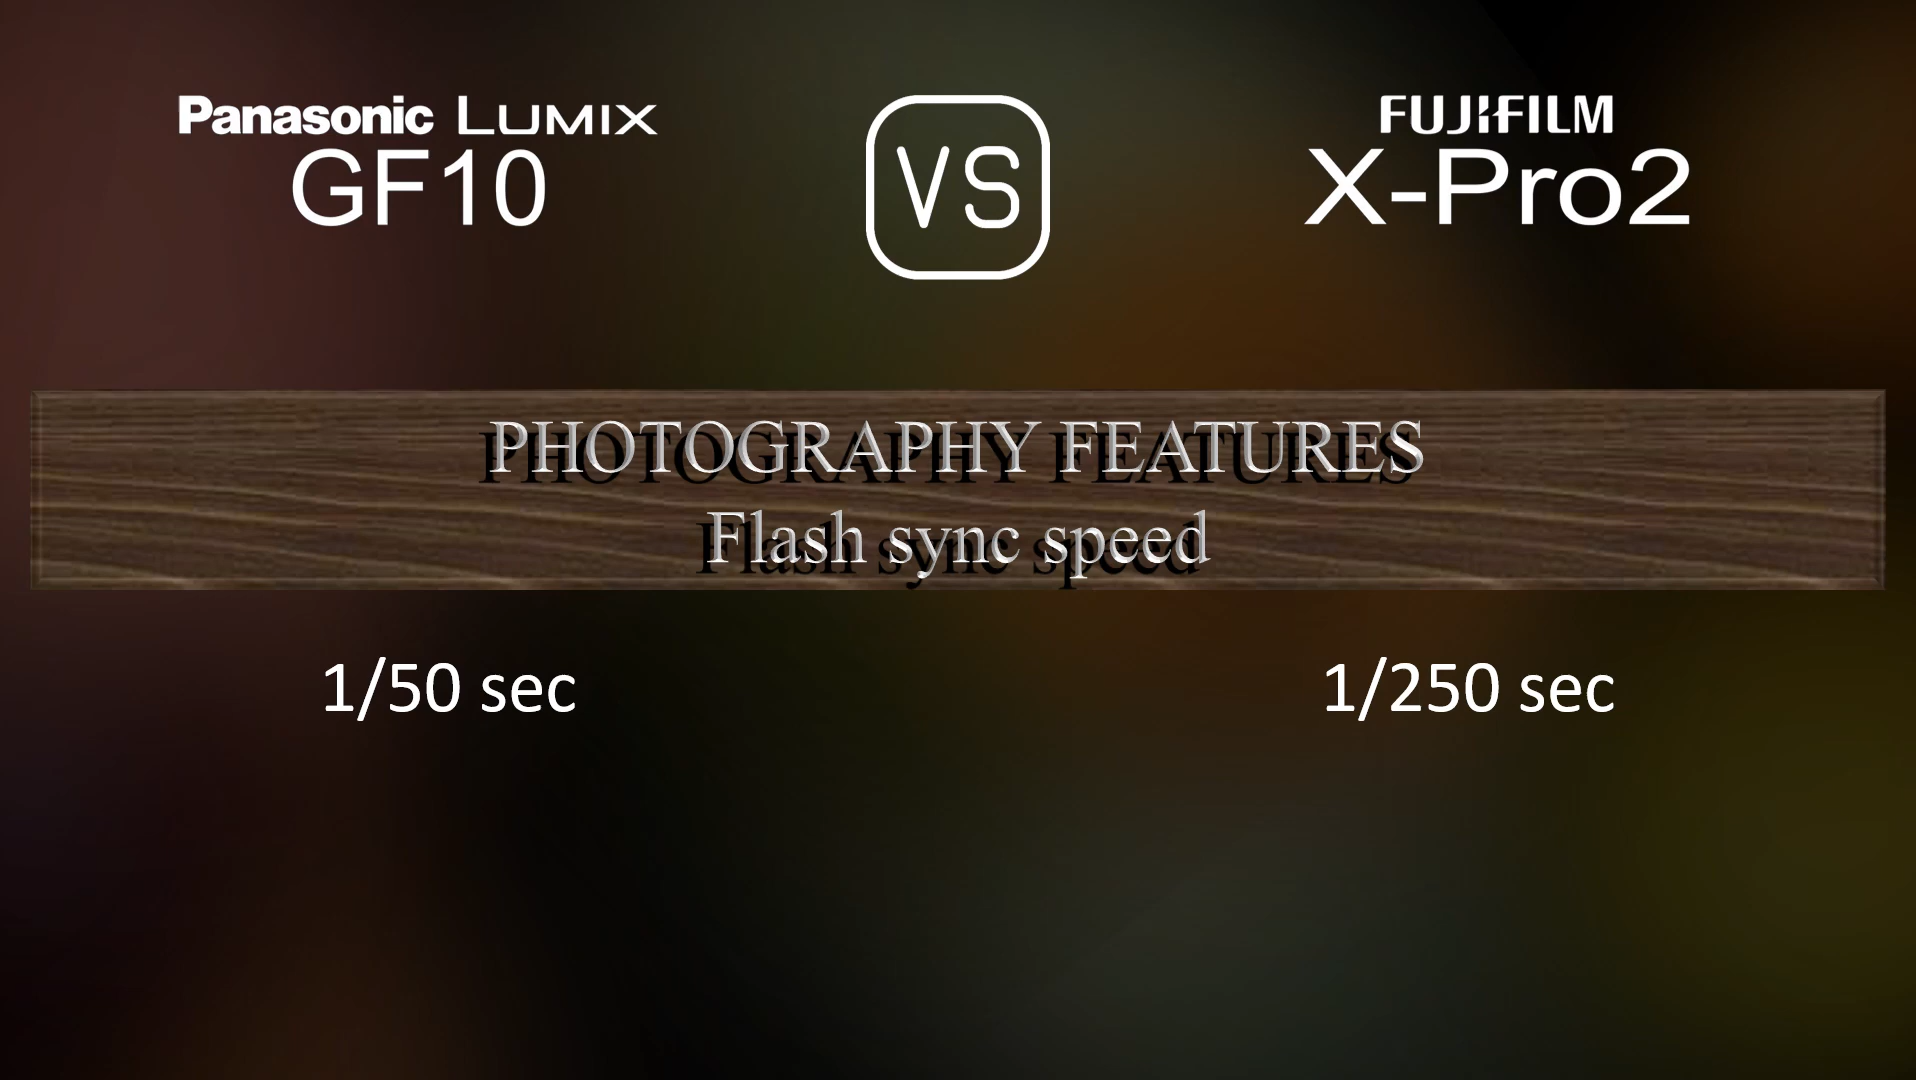 Panasonic LUMIX
GF10
VS
FUJIFILM
X-Pro2
PHOTOGRAPHY FEATURES
Flash sync speed
1/50 sec
1/250 sec